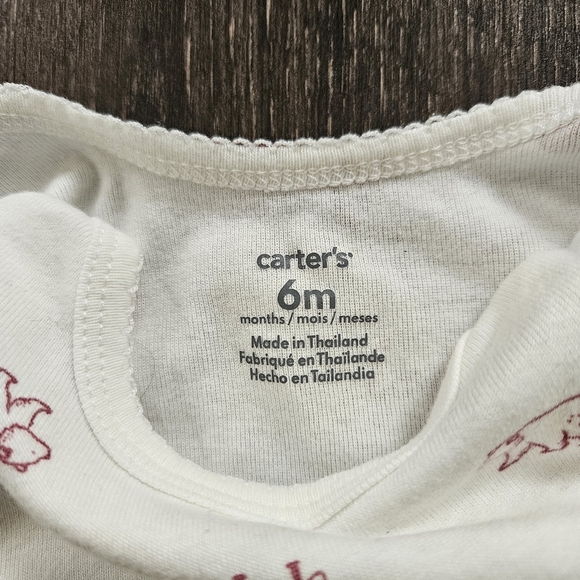 carter's
6m
months / mois / meses
Made in Thailand
Fabriqué en Thaïlande
Hecho en Tailandia